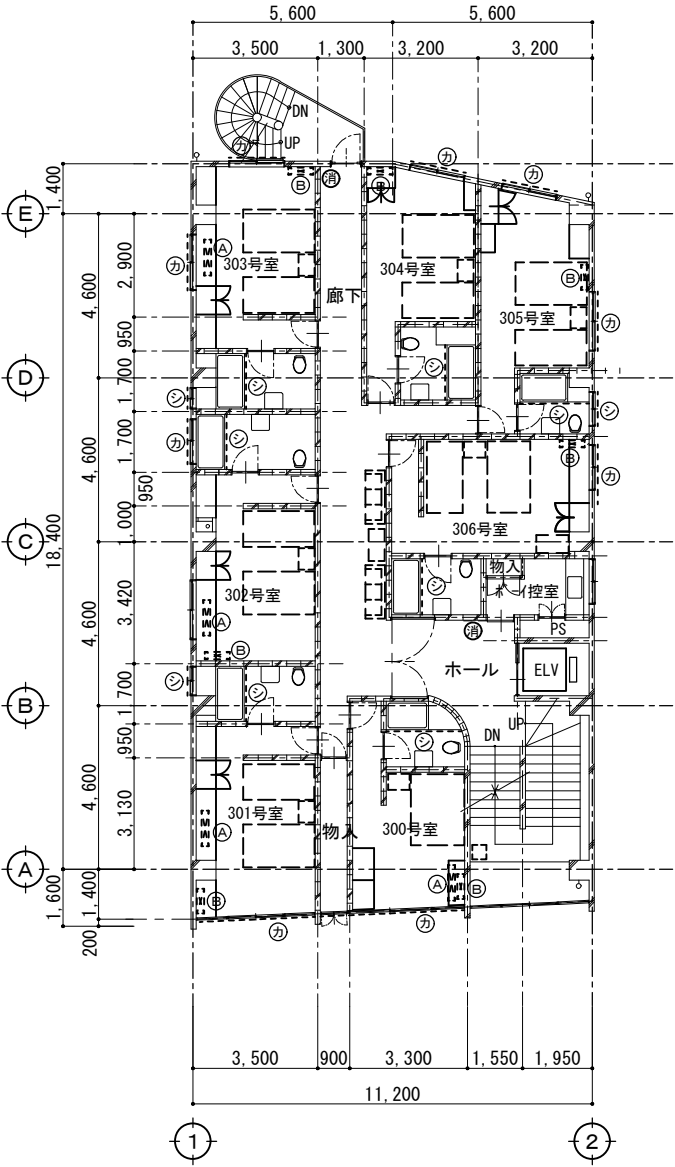 5,600
5,600
3,500
1,300
3,200
3,200
DN
UP
カ
消
カ
カ
B
B
1,400
E
A
303号室
304号室
305号室
B
カ
カ
廊下
2,900
4,600
950
D
1,700
シ
シ
シ
シ
シ
カ
シ
1,700
4,600
B
カ
950
C
18,400
306号室
1,000
302号室
物入
ボイ控室
シ
3,420
4,600
A
消
PS
B
ホール
ELV
シ
シ
1,700
B
950
DN
UP
シ
4,600
3,130
301号室
物入
300号室
A
A
B
A
1,600
1,400
B
200
カ
カ
3,500
900
3,300
1,550
1,950
11,200
1
2